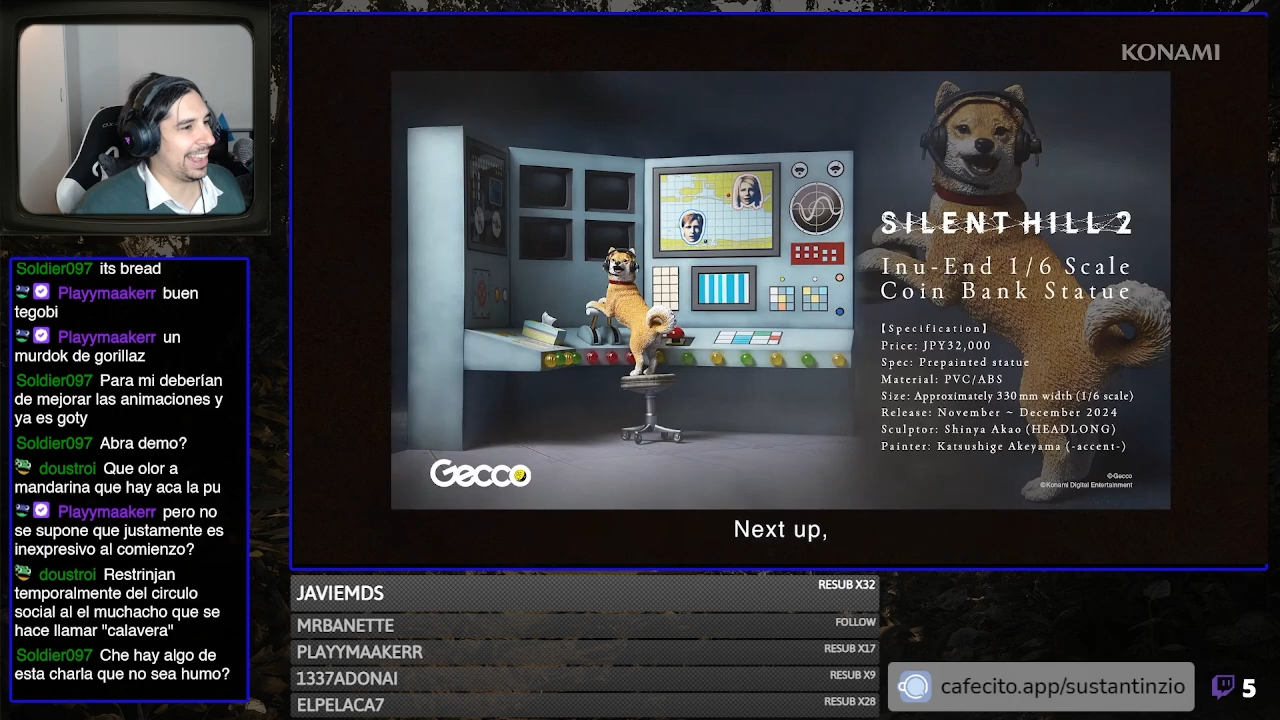 KONAMI
SILENT HILL 2
Inu-End 1/6 Scale
Coin Bank Statue
【Specification】
Price: JPY32,000
Spec: Prepainted statue
Material: PVC/ABS
Size: Approximately 330 mm width (1/6 scale)
Release: November ~ December 2024
Sculptor: Shinya Akao (HEADLONG)
Painter: Katsushige Akeyama (-accent-)
©Gecco
©Konami Digital Entertainment
Gecco
Next up,
Soldier097 its bread
Playymaakerr buen
tegobi
Playymaakerr un
murdok de gorillaz
Soldier097 Para mi deberían
de mejorar las animaciones y
ya es goty
Soldier097 Abra demo?
doustroi Que olor a
mandarina que hay aca la pu
Playymaakerr pero no
se supone que justamente es
inexpresivo al comienzo?
doustroi Restrinjan
temporalmente del circulo
social al el muchacho que se
hace llamar "calavera"
Soldier097 Che hay algo de
esta charla que no sea humo?
JAVIEMDS RESUB X32
MRBANETTE FOLLOW
PLAYYMAAKERR RESUB X17
1337ADONAI RESUB X9
ELPELACA7 RESUB X28
cafecito.app/sustantinzio
5